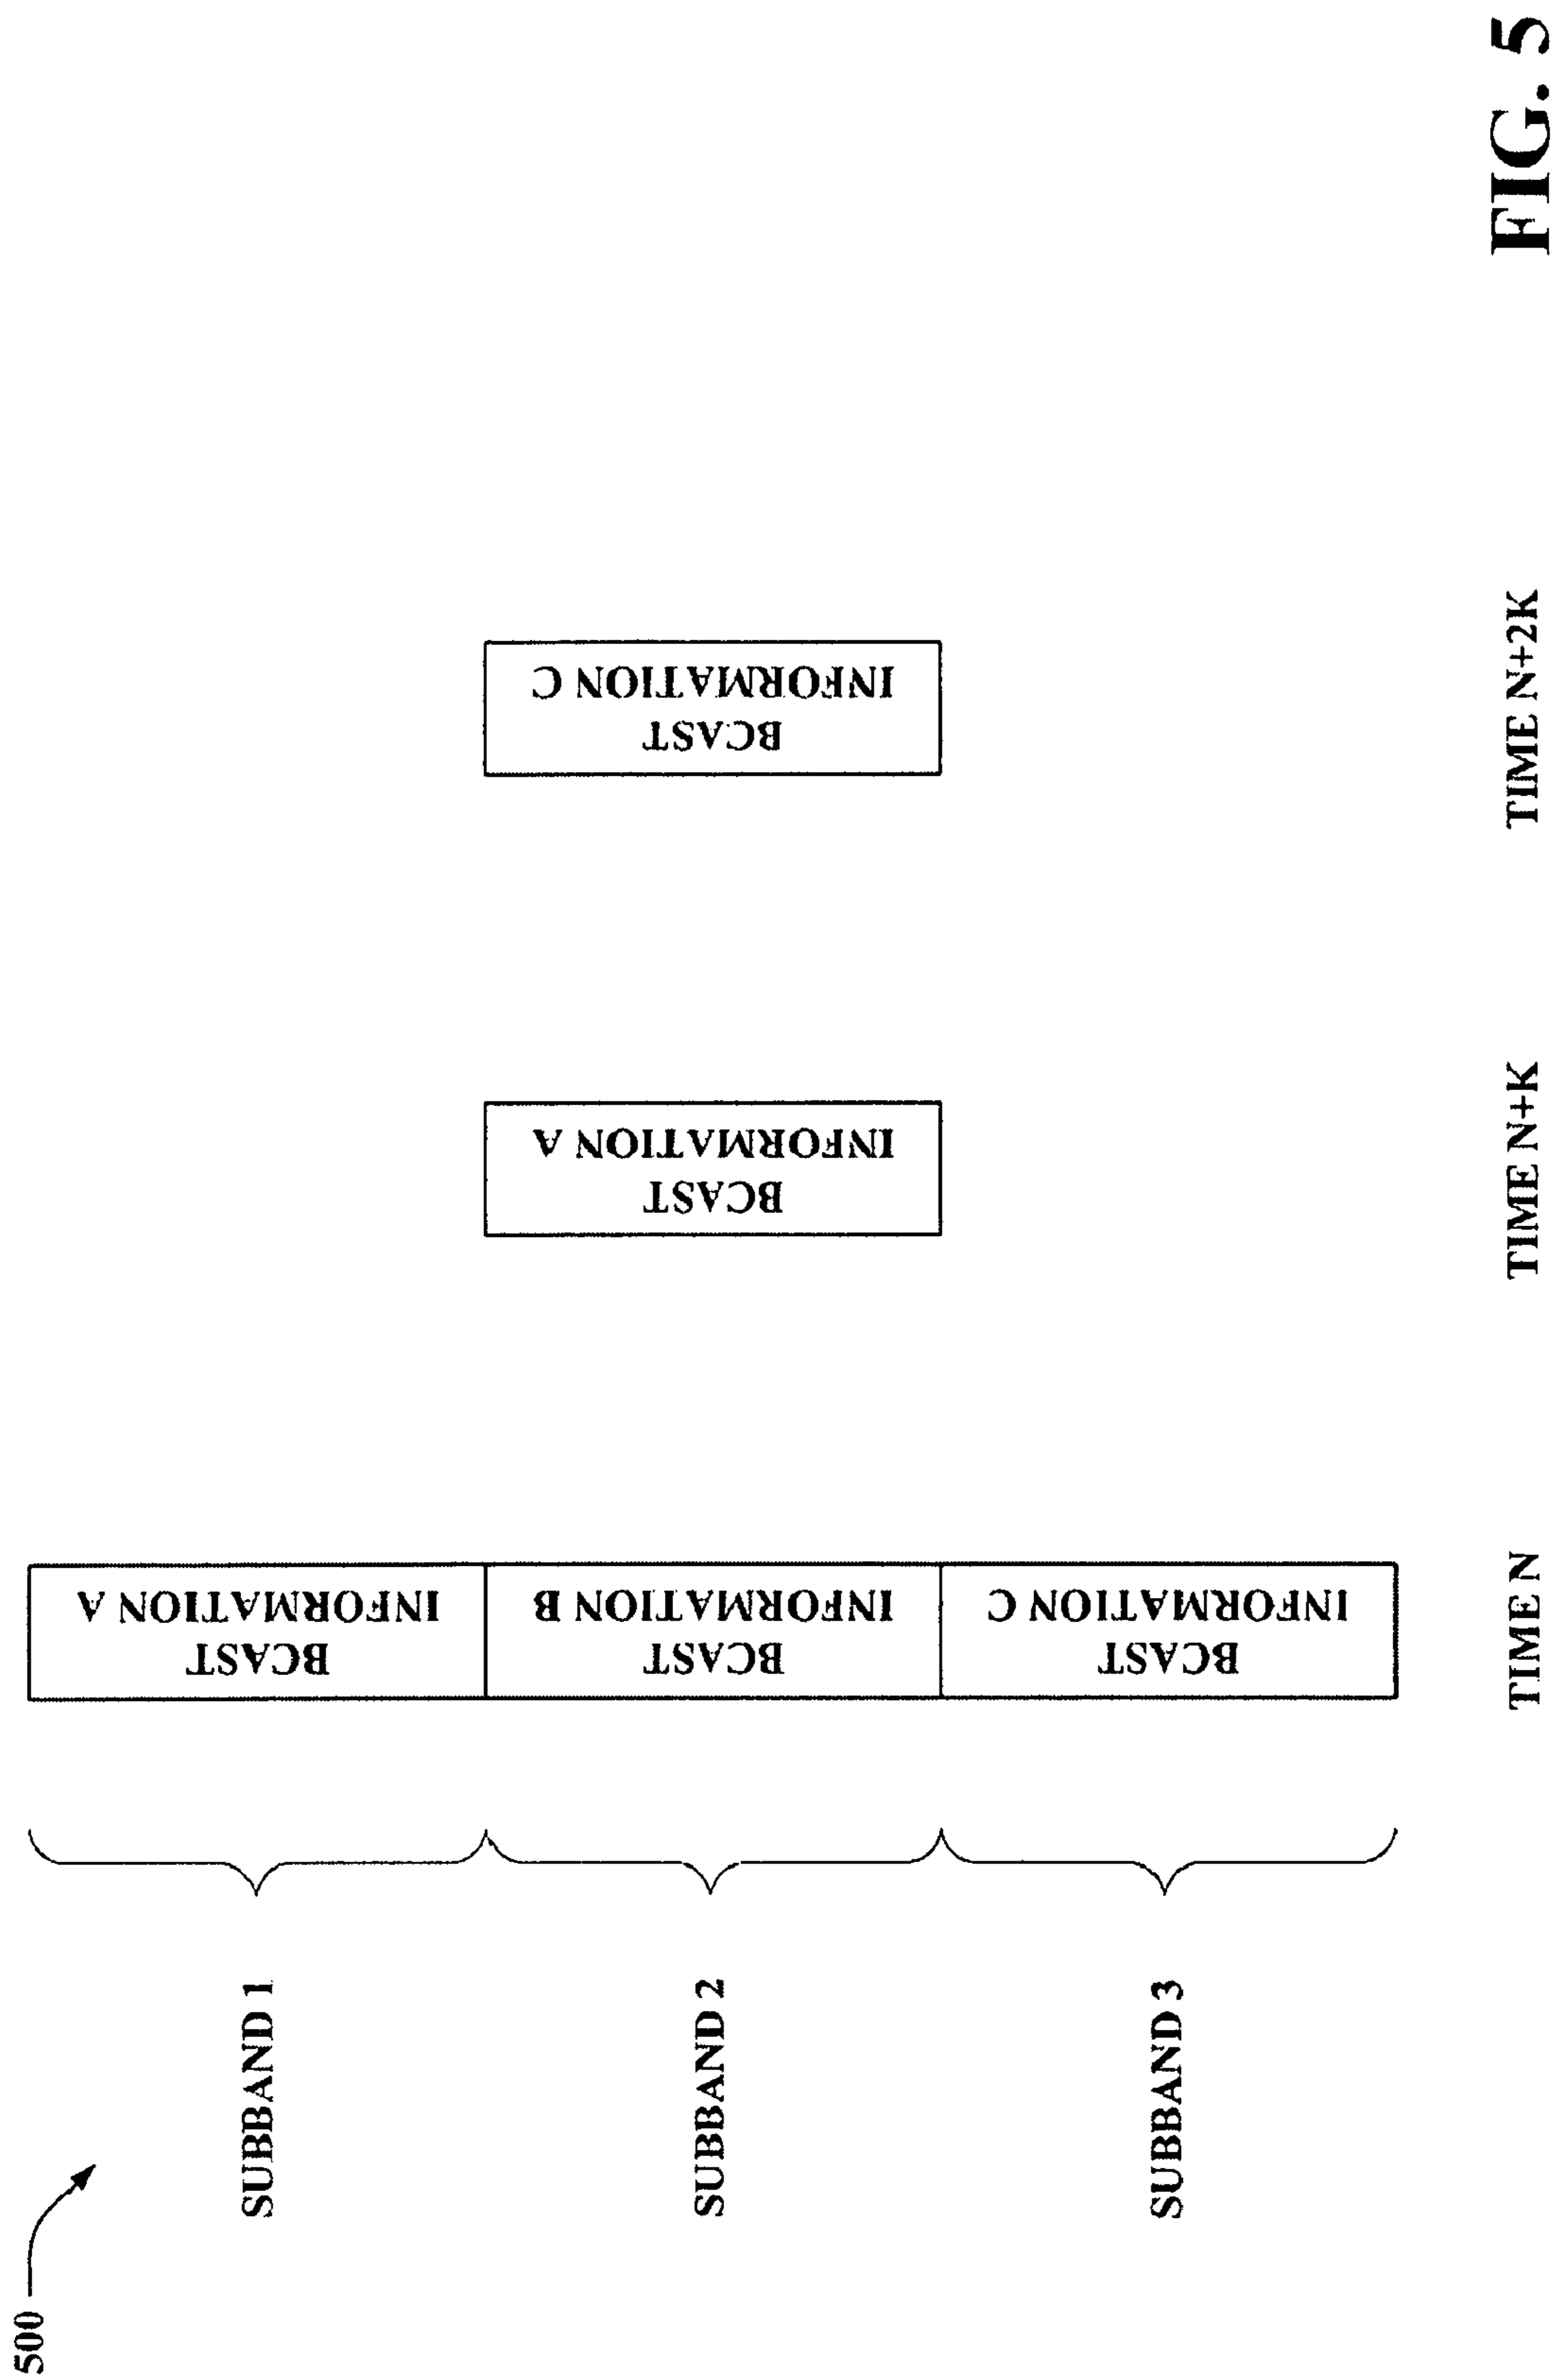 500
SUBBAND 1
SUBBAND 2
SUBBAND 3
BCAST
INFORMATION A
BCAST
INFORMATION B
BCAST
INFORMATION C
BCAST
INFORMATION A
BCAST
INFORMATION C
TIME N
TIME N+K
TIME N+2K
FIG. 5